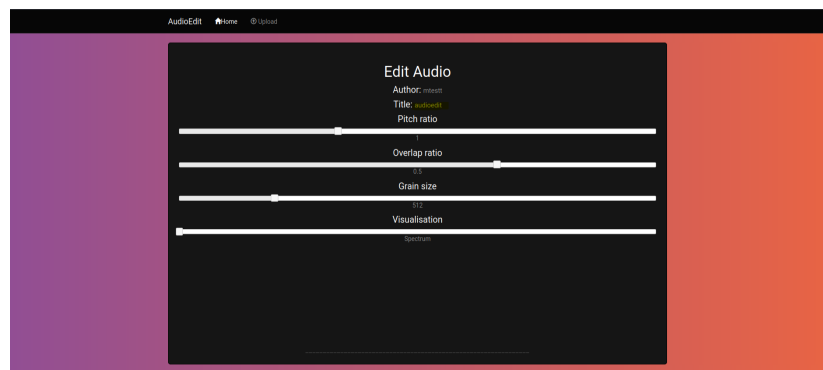 AudioEdit Home Upload
Edit Audio
Author: mtestt
Title: audioedit
Pitch ratio
1
Overlap ratio
0.5
Grain size
512
Visualisation
Spectrum